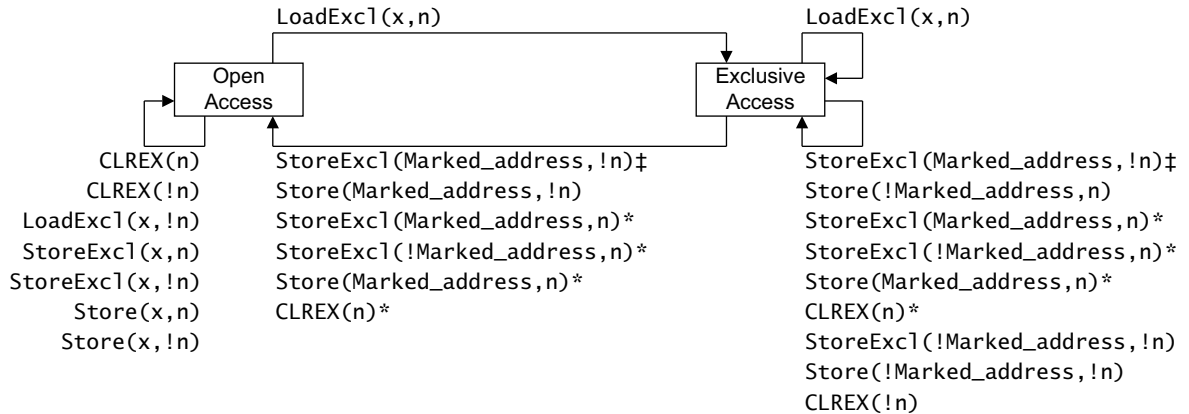 LoadExcl(x,n)
LoadExcl(x,n)
Open
Access
Exclusive
Access
CLREX(n)
CLREX(!n)
LoadExcl(x,!n)
StoreExcl(x,n)
StoreExcl(x,!n)
Store(x,n)
Store(x,!n)
StoreExcl(Marked_address,!n)‡
Store(Marked_address,!n)
StoreExcl(Marked_address,n)*
StoreExcl(!Marked_address,n)*
Store(Marked_address,n)*
CLREX(n)*
StoreExcl(Marked_address,!n)‡
Store(!Marked_address,n)
StoreExcl(Marked_address,n)*
StoreExcl(!Marked_address,n)*
Store(Marked_address,n)*
CLREX(n)*
StoreExcl(!Marked_address,!n)
Store(!Marked_address,!n)
CLREX(!n)